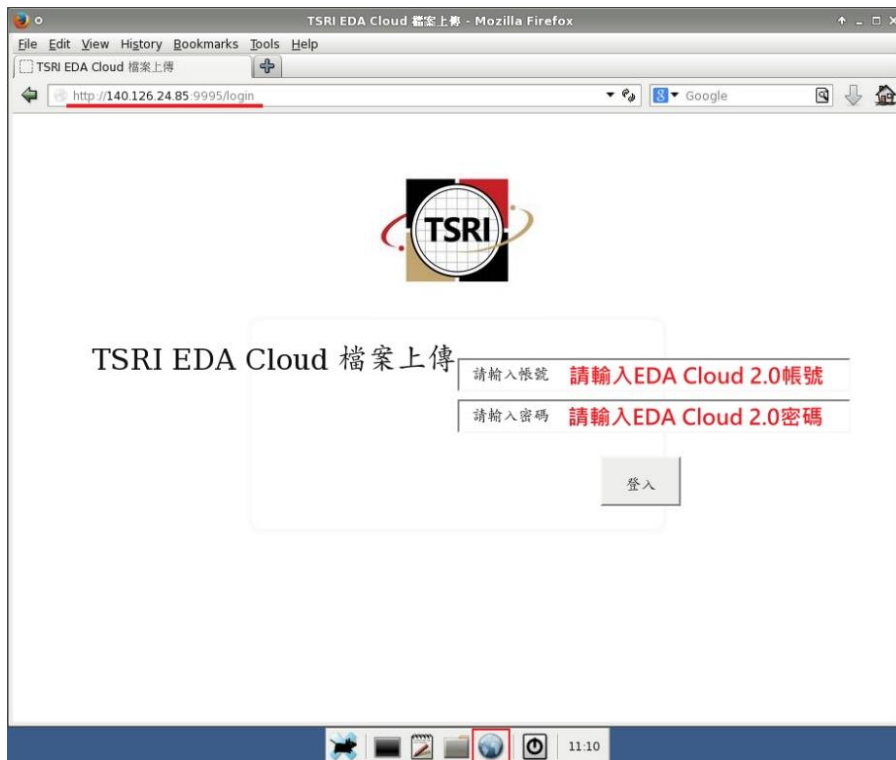 TSRI EDA Cloud 檔案上傳 - Mozilla Firefox
File Edit View History Bookmarks Tools Help
TSRI EDA Cloud 檔案上傳
http://140.126.24.85:9995/login
Google
TSRI
TSRI EDA Cloud 檔案上傳
請輸入帳號 請輸入EDA Cloud 2.0帳號
請輸入密碼 請輸入EDA Cloud 2.0密碼
登入
11:10